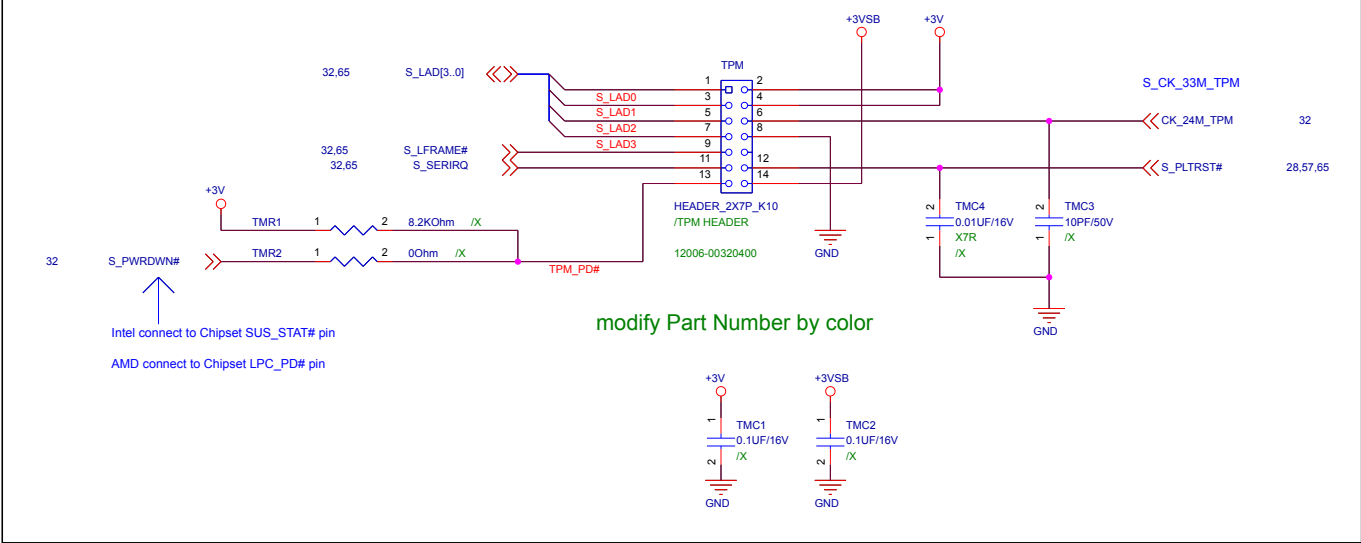 +3VSB
+3V
TPM
32,65 S_LAD[3..0]
S_CK_33M_TPM
1 2
S_LAD0 3 4
S_LAD1 5 6 CK_24M_TPM 32
S_LAD2 7 8
32,65 S_LFRAME# S_LAD3 9
32,65 S_SERIRQ 11 12 S_PLTRST# 28,57,65
13 14
+3V
HEADER_2X7P_K10
/TPM HEADER
12006-00320400
GND
TMR1 1 2 8.2KOhm /X
32 S_PWRDWN# TMR2 1 2 0Ohm /X
TPM_PD#
2 TMC4
0.01UF/16V
1 X7R
/X
2 TMC3
10PF/50V
1 /X
GND
Intel connect to Chipset SUS_STAT# pin
AMD connect to Chipset LPC_PD# pin
modify Part Number by color
+3V
1 TMC1
0.1UF/16V
2 /X
GND
+3VSB
1 TMC2
0.1UF/16V
2 /X
GND